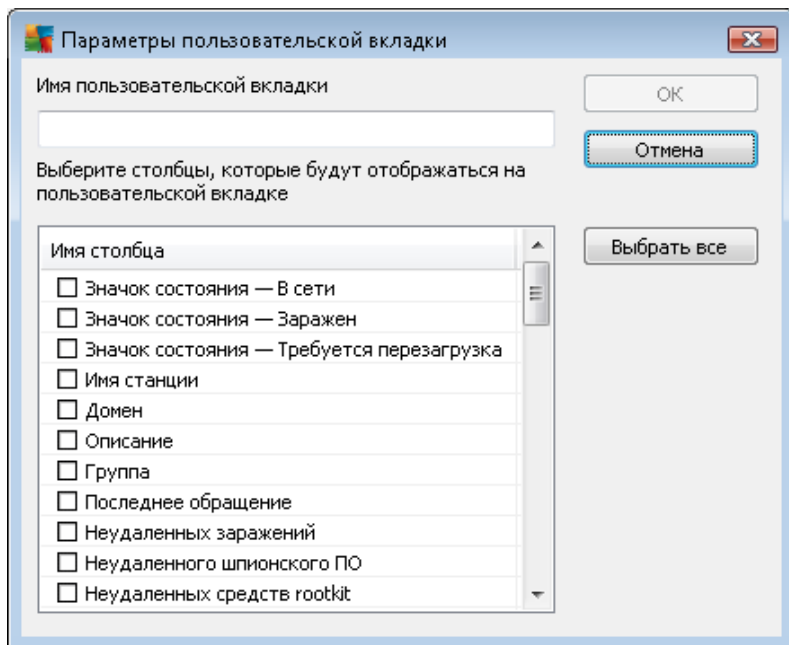 Параметры пользовательской вкладки
Имя пользовательской вкладки
ОК
Отмена
Выберите столбцы, которые будут отображаться на
пользовательской вкладке
Выбрать все
Имя столбца
Значок состояния — В сети
Значок состояния — Заражен
Значок состояния — Требуется перезагрузка
Имя станции
Домен
Описание
Группа
Последнее обращение
Неудаленных заражений
Неудаленного шпионского ПО
Неудаленных средств rootkit